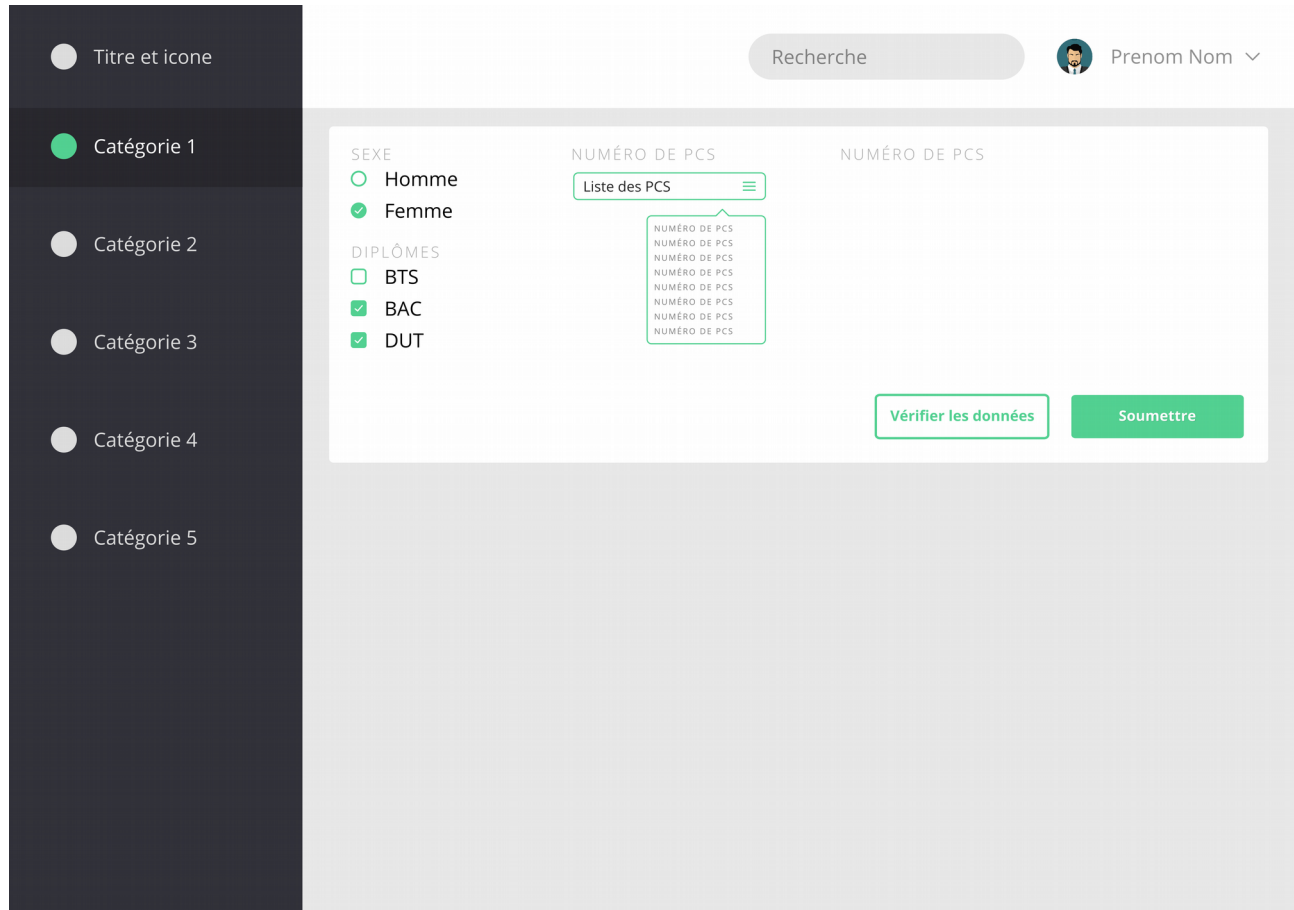 Titre et icone
Recherche
Prenom Nom
Catégorie 1
Catégorie 2
Catégorie 3
Catégorie 4
Catégorie 5
SEXE
Homme
Femme
DIPLÔMES
BTS
BAC
DUT
NUMÉRO DE PCS
Liste des PCS
NUMÉRO DE PCS
NUMÉRO DE PCS
NUMÉRO DE PCS
NUMÉRO DE PCS
NUMÉRO DE PCS
NUMÉRO DE PCS
NUMÉRO DE PCS
NUMÉRO DE PCS
NUMÉRO DE PCS
Vérifier les données
Soumettre